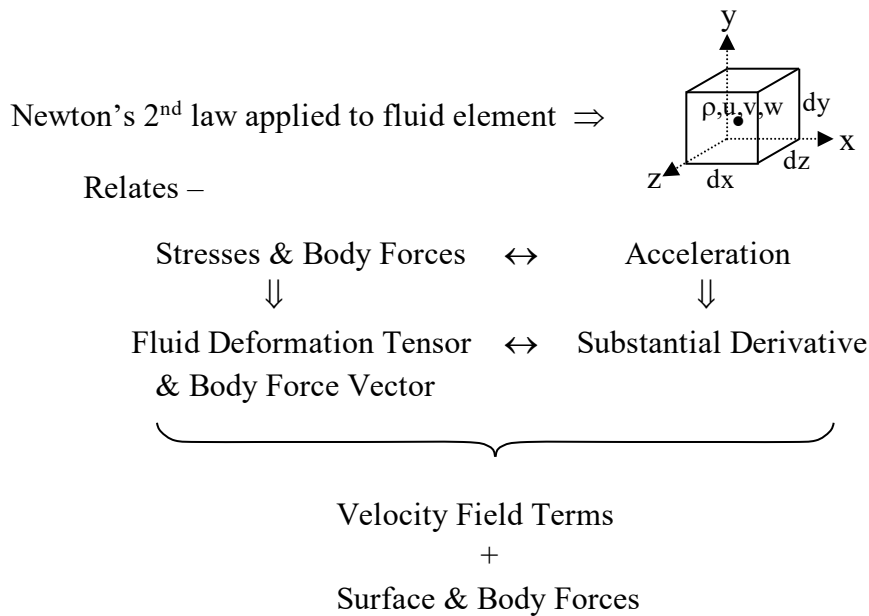 y
Newton’s 2nd law applied to fluid element ⇒
ρ,u,v,w
dy
x
dz
dx
z
Relates –
Stresses & Body Forces ↔ Acceleration
⇓ ⇓
Fluid Deformation Tensor ↔ Substantial Derivative
& Body Force Vector
Velocity Field Terms
+
Surface & Body Forces